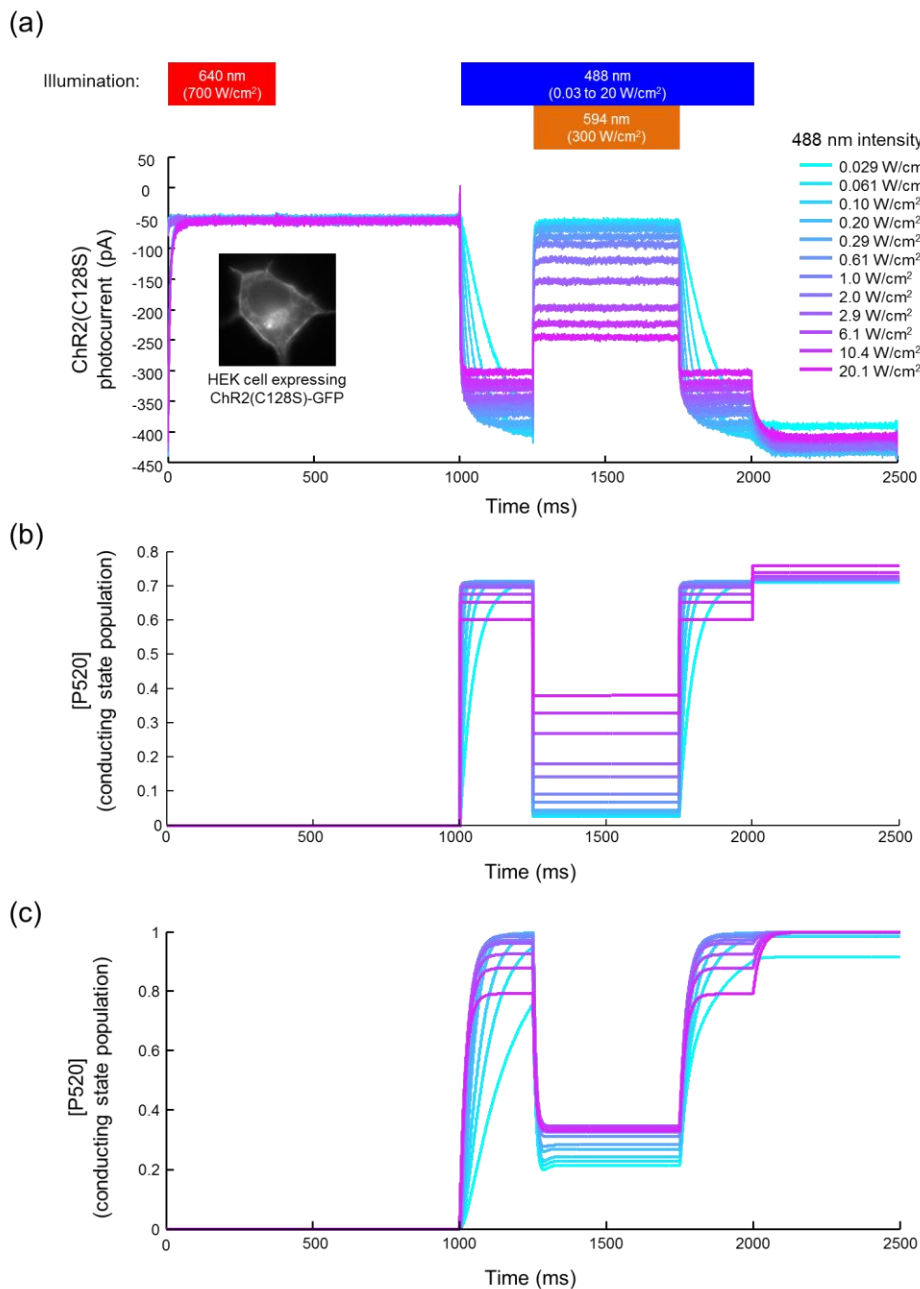 (a)
Illumination:
640 nm
(700 W/cm²)
488 nm
(0.03 to 20 W/cm²)
594 nm
(300 W/cm²)
488 nm intensity
0.029 W/cm
0.061 W/cm
0.10 W/cm²
0.20 W/cm²
0.29 W/cm²
0.61 W/cm²
1.0 W/cm²
2.0 W/cm²
2.9 W/cm²
6.1 W/cm²
10.4 W/cm²
20.1 W/cm²
ChR2(C128S)
photocurrent (pA)
50
0
-50
-100
-150
-200
-250
-300
-350
-400
-450
HEK cell expressing
ChR2(C128S)-GFP
0
500
1000
1500
2000
2500
Time (ms)
(b)
[P520]
(conducting state population)
0.8
0.7
0.6
0.5
0.4
0.3
0.2
0.1
0
0
500
1000
1500
2000
2500
Time (ms)
(c)
[P520]
(conducting state population)
1
0.8
0.6
0.4
0.2
0
0
500
1000
1500
2000
2500
Time (ms)